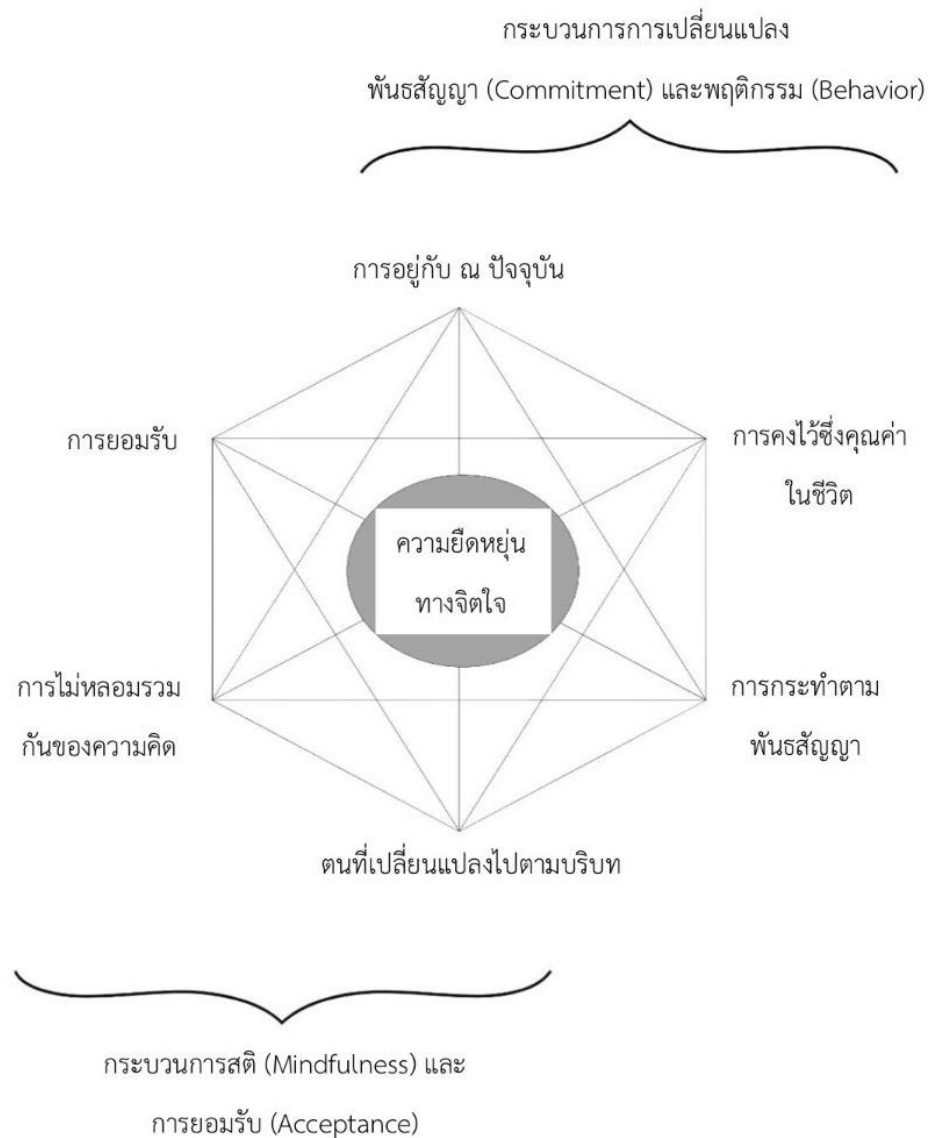 กระบวนการการเปลี่ยนแปลง
พันธสัญญา (Commitment) และพฤติกรรม (Behavior)
การอยู่กับ ณ ปัจจุบัน
การยอมรับ
การคงไว้ซึ่งคุณค่า
ในชีวิต
ความยืดหยุ่น
ทางจิตใจ
การไม่หลอมรวม
กันของความคิด
การกระทำตาม
พันธสัญญา
ตนที่เปลี่ยนแปลงไปตามบริบท
กระบวนการสติ (Mindfulness) และ
การยอมรับ (Acceptance)